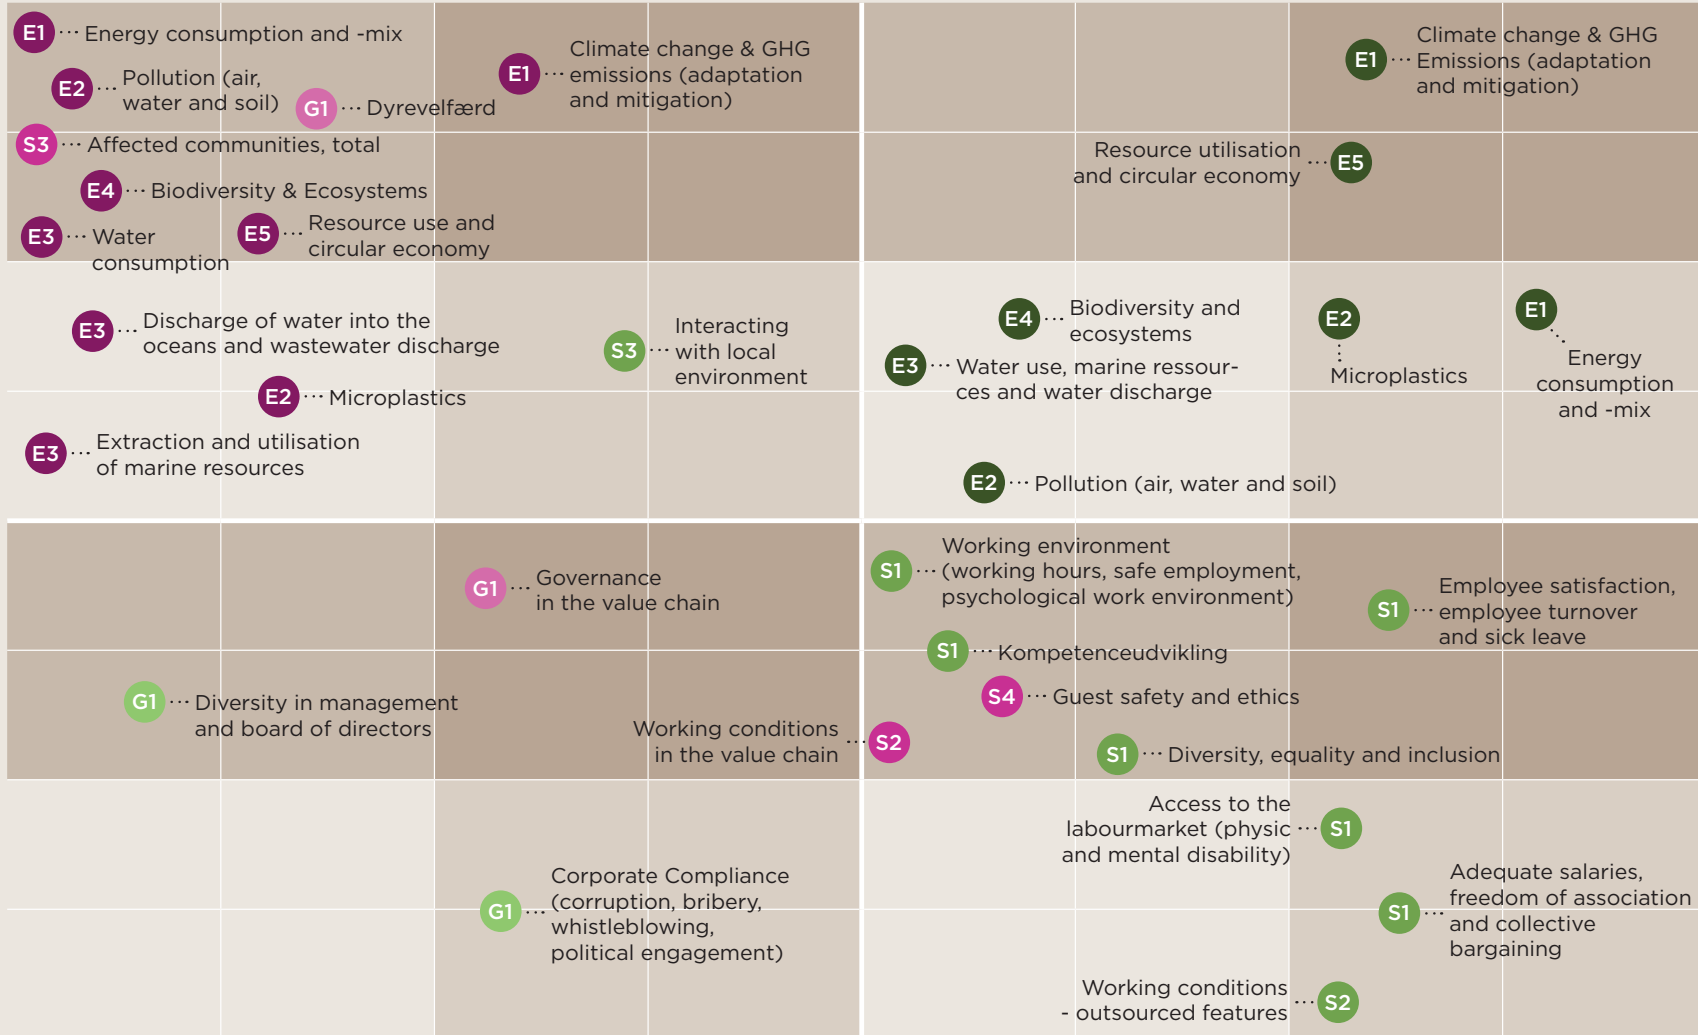 E1 ··· Energy consumption and -mix
E2 ··· Pollution (air,
water and soil)
G1 ··· Dyrevelfærd
S3 ··· Affected communities, total
E4 ··· Biodiversity & Ecosystems
E3 ··· Water
consumption
E5 ··· Resource use and
circular economy
E1 ··· Climate change & GHG
emissions (adaptation
and mitigation)
E3 ··· Discharge of water into the
oceans and wastewater discharge
E2 ··· Microplastics
E3 ··· Extraction and utilisation
of marine resources
S3 ··· Interacting
with local
environment
E1 ··· Climate change & GHG
Emissions (adaptation
and mitigation)
Resource utilisation
and circular economy ··· E5
E4 ··· Biodiversity and
ecosystems
E3 ··· Water use, marine ressour-
ces and water discharge
E2
Microplastics
E1
Energy
consumption
and -mix
E2 ··· Pollution (air, water and soil)
G1 ··· Governance
in the value chain
G1 ··· Diversity in management
and board of directors
G1 ··· Corporate Compliance
(corruption, bribery,
whistleblowing,
political engagement)
S1 ··· Working environment
(working hours, safe employment,
psychological work environment)
S1 ··· Employee satisfaction,
employee turnover
and sick leave
S1 ··· Kompetenceudvikling
S4 ··· Guest safety and ethics
Working conditions
in the value chain ··· S2
S1 ··· Diversity, equality and inclusion
Access to the
labourmarket (physic ··· S1
and mental disability)
S1 ··· Adequate salaries,
freedom of association
and collective
bargaining
Working conditions
- outsourced features ··· S2